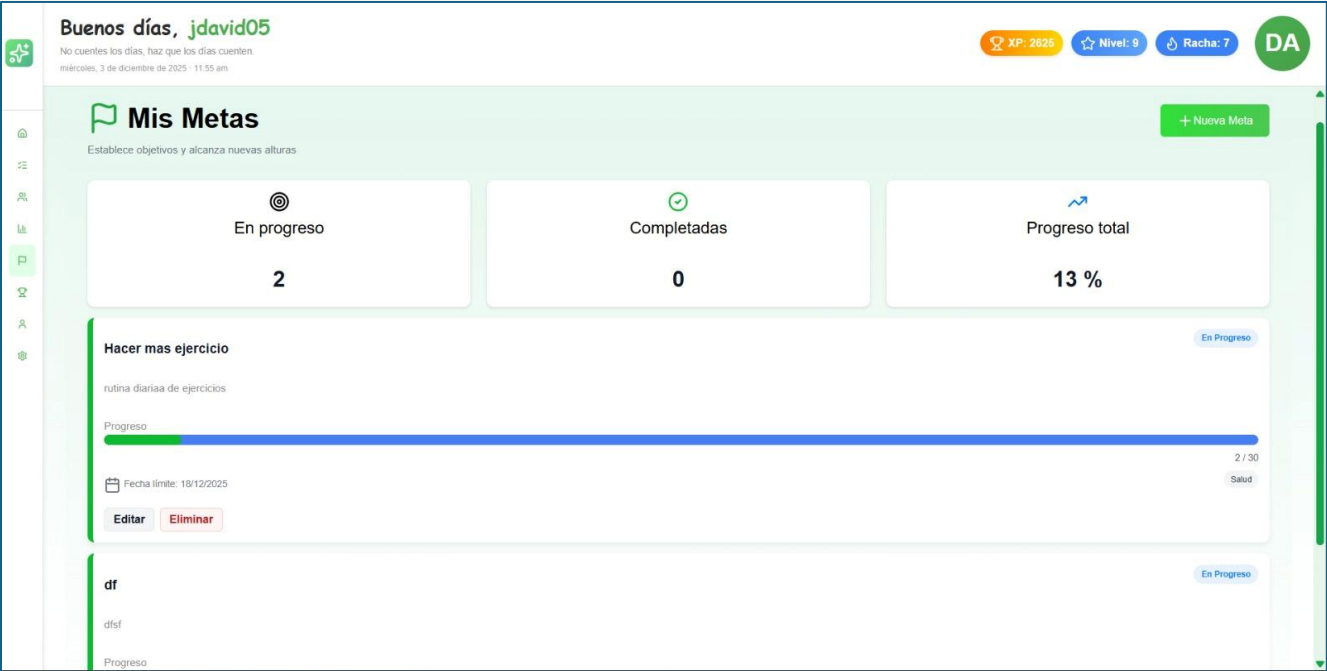 Buenos días, jdavid05
No cuentes los días, haz que los días cuenten
miércoles, 3 de diciembre de 2025 · 11:55 am
XP: 2625
Nivel: 9
Racha: 7
DA
Mis Metas
+ Nueva Meta
Establece objetivos y alcanza nuevas alturas
En progreso
2
Completadas
0
Progreso total
13 %
En Progreso
Hacer mas ejercicio
rutina diariaa de ejercicios
Progreso
2 / 30
Fecha límite: 18/12/2025
Salud
Editar
Eliminar
En Progreso
df
dfsf
Progreso